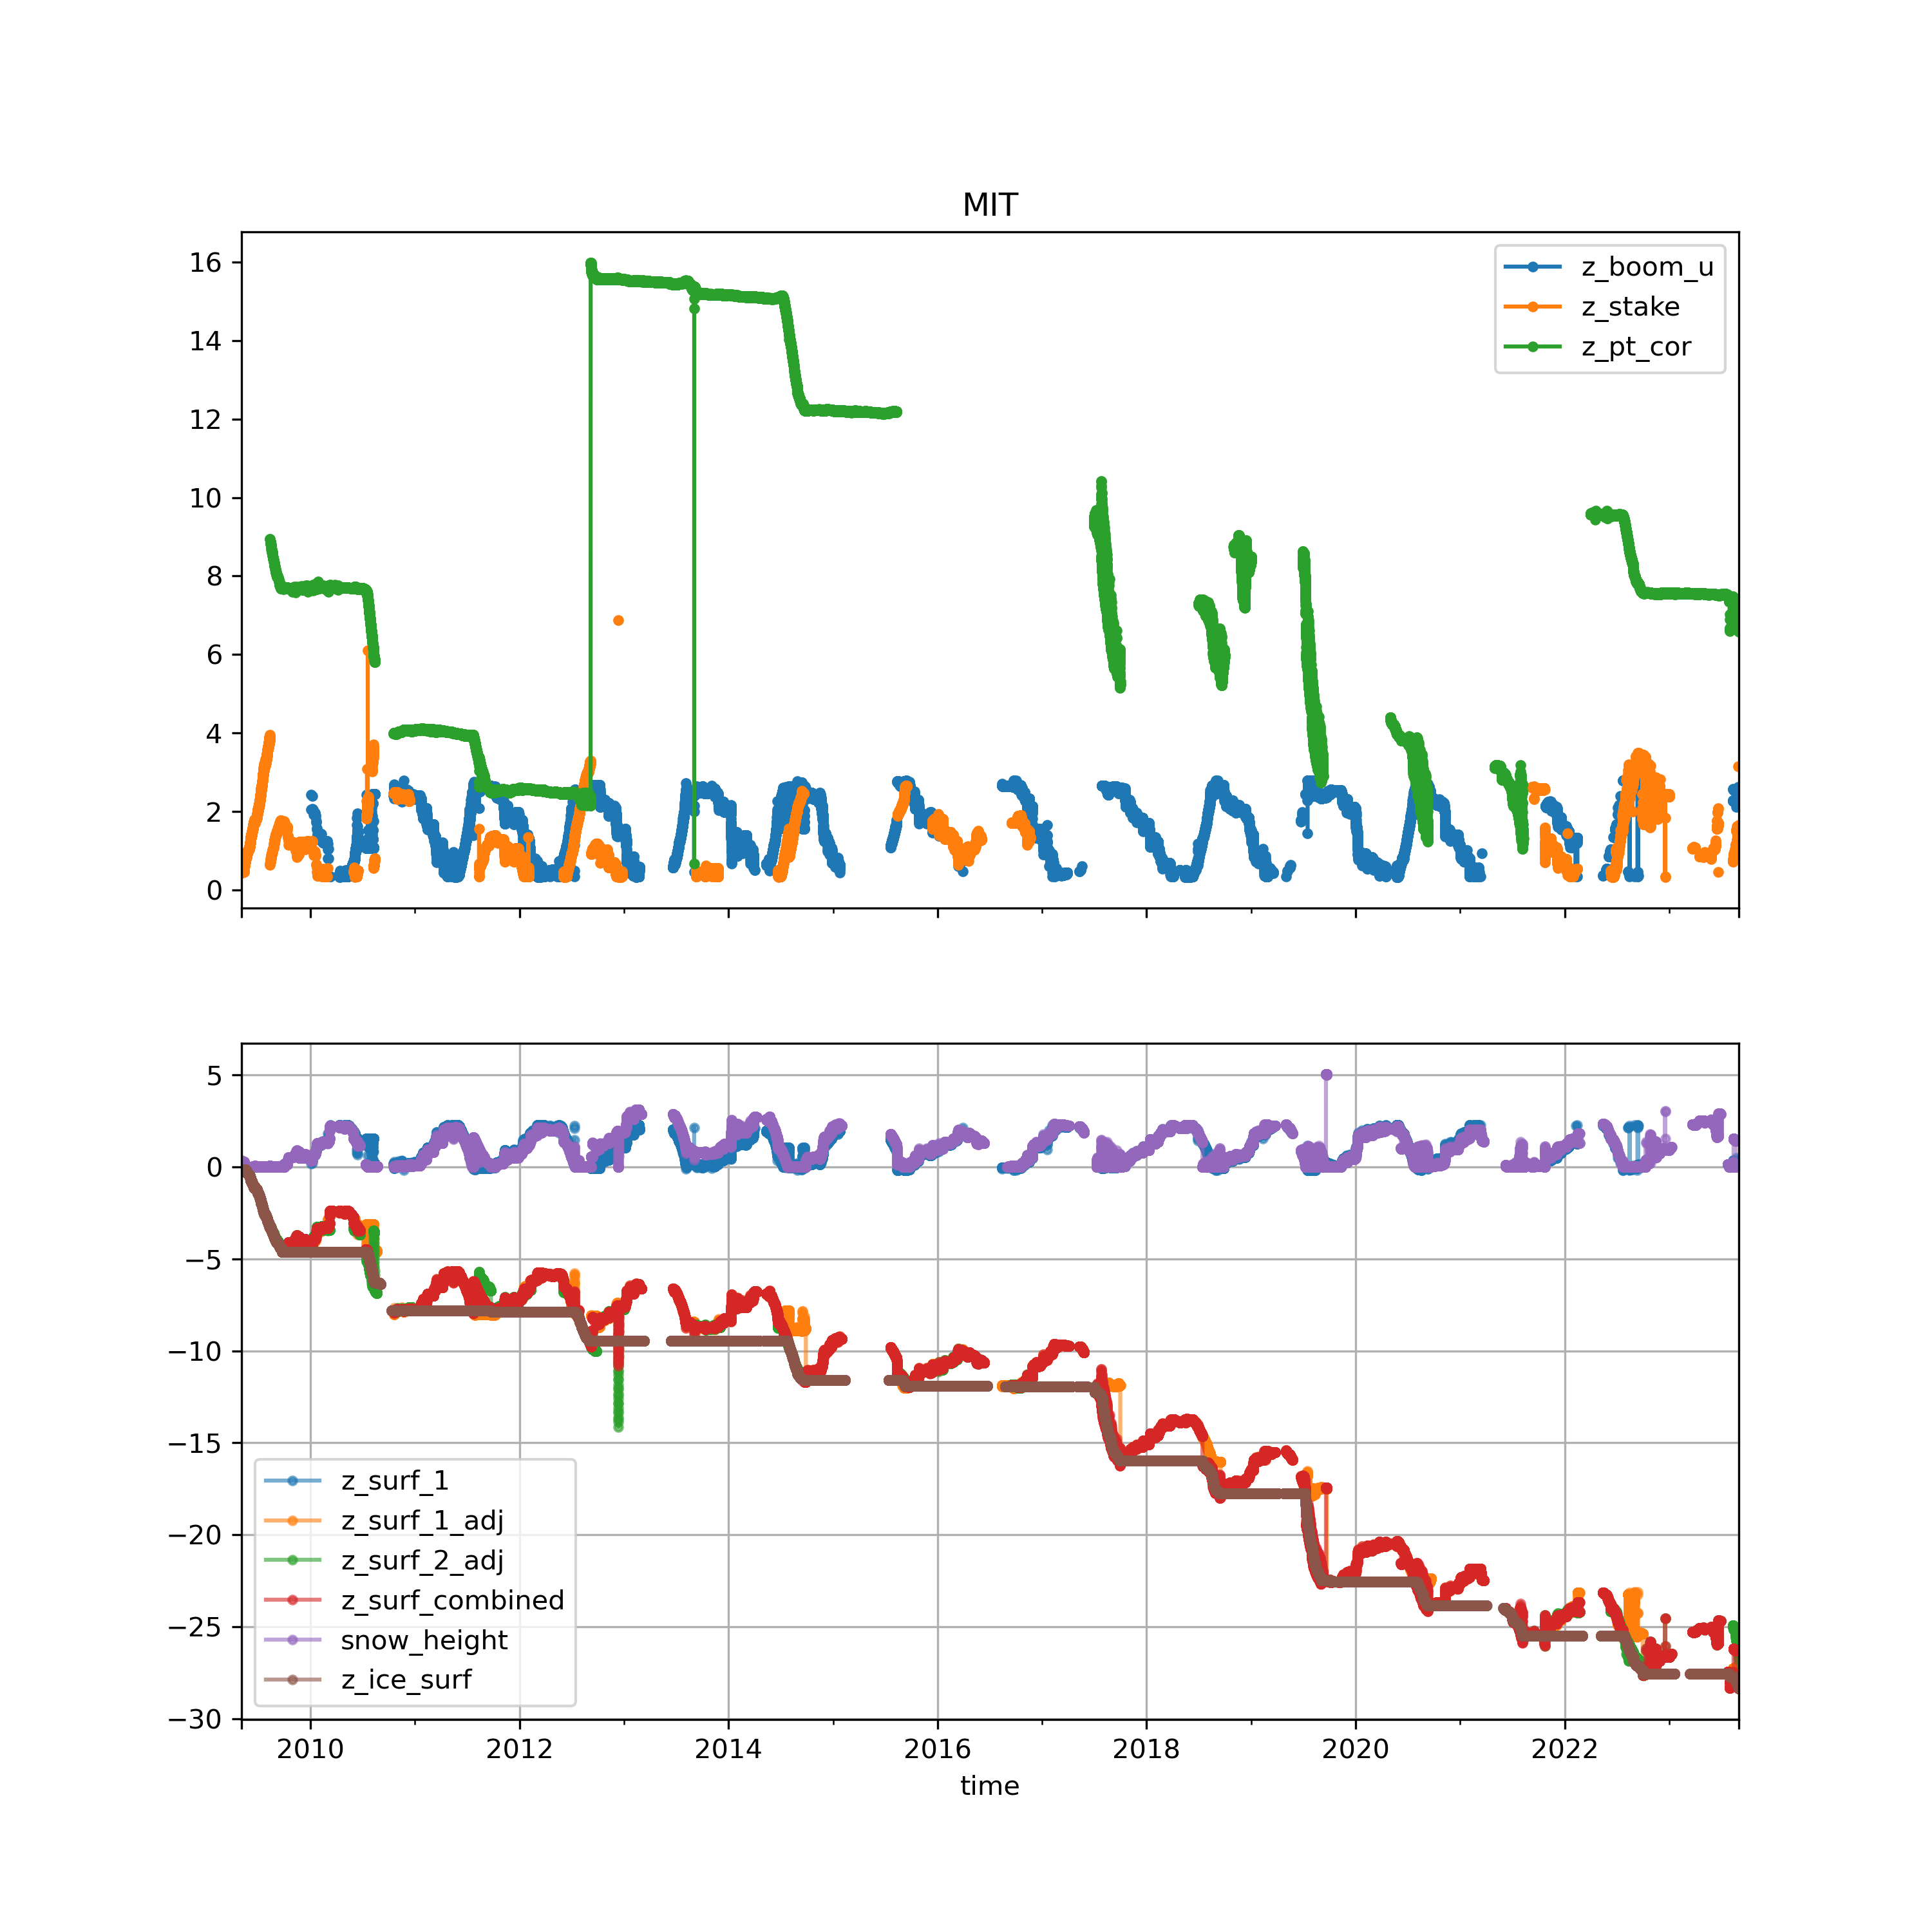 MIT
16
14
12
10
8
6
4
2
0
z_boom_u
z_stake
z_pt_cor
5
0
−5
−10
−15
−20
−25
−30
z_surf_1
z_surf_1_adj
z_surf_2_adj
z_surf_combined
snow_height
z_ice_surf
2010 2012 2014 2016 2018 2020 2022
time